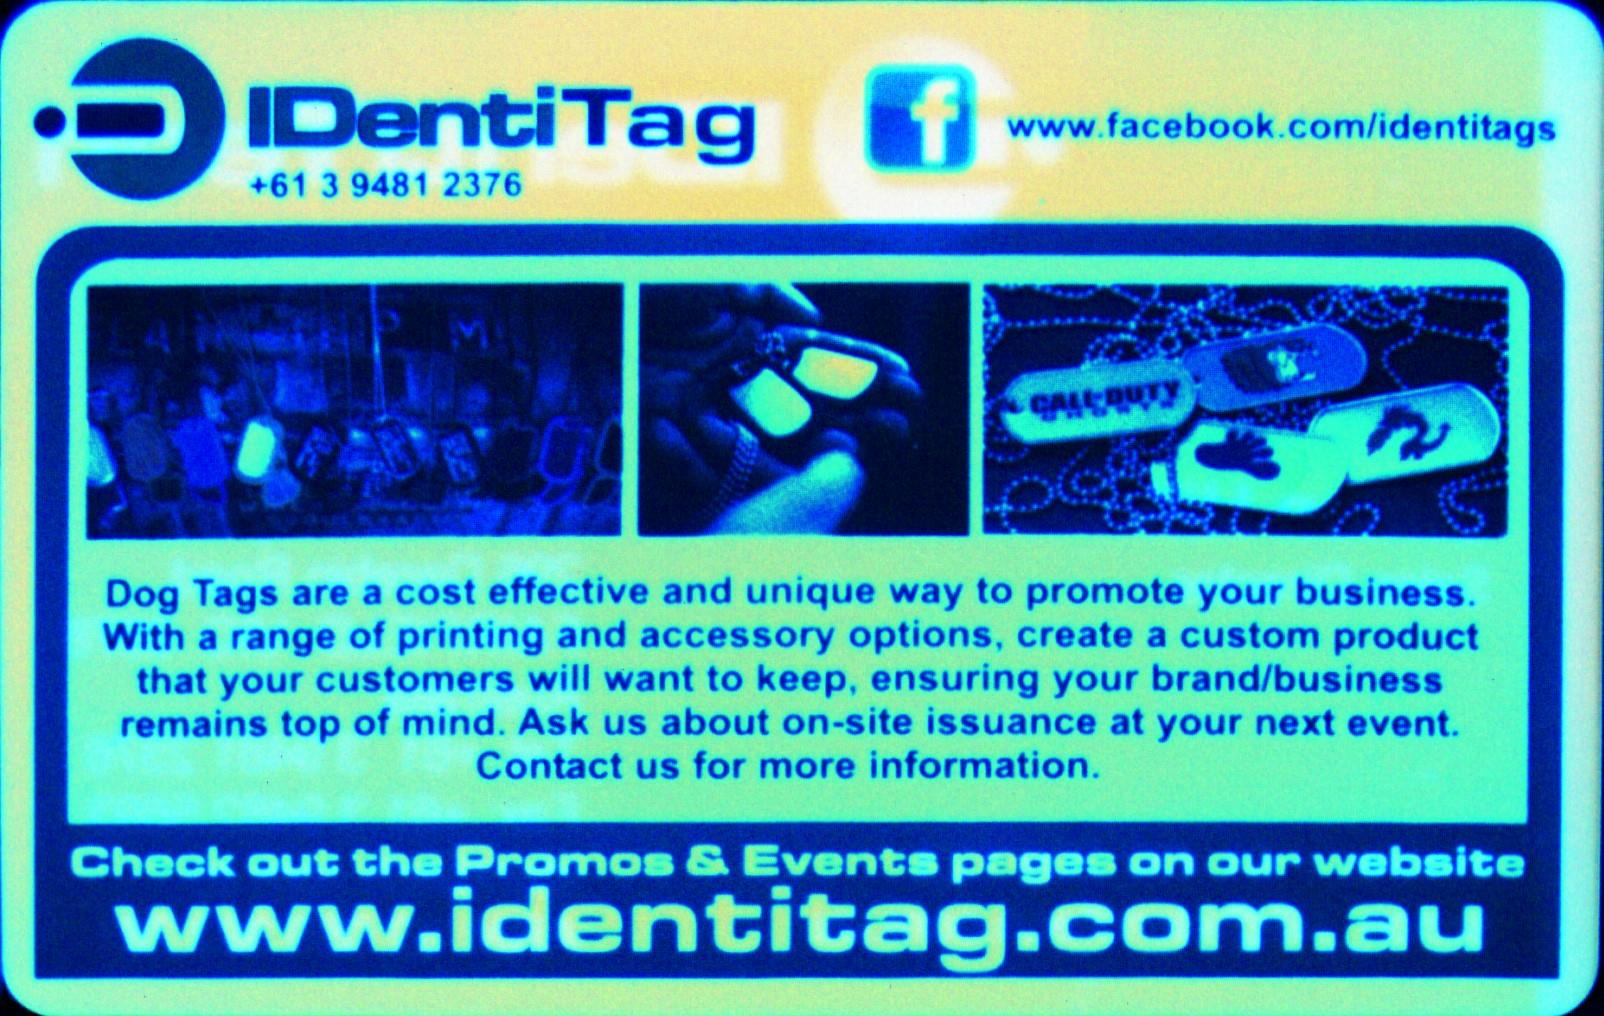 IDentiTag
www.facebook.com/identitags
+61 3 9481 2376
CALL OF DUTY
Dog Tags are a cost effective and unique way to promote your business.
With a range of printing and accessory options, create a custom product
that your customers will want to keep, ensuring your brand/business
remains top of mind. Ask us about on-site issuance at your next event.
Contact us for more information.
Check out the Promos & Events pages on our website
www.identitag.com.au